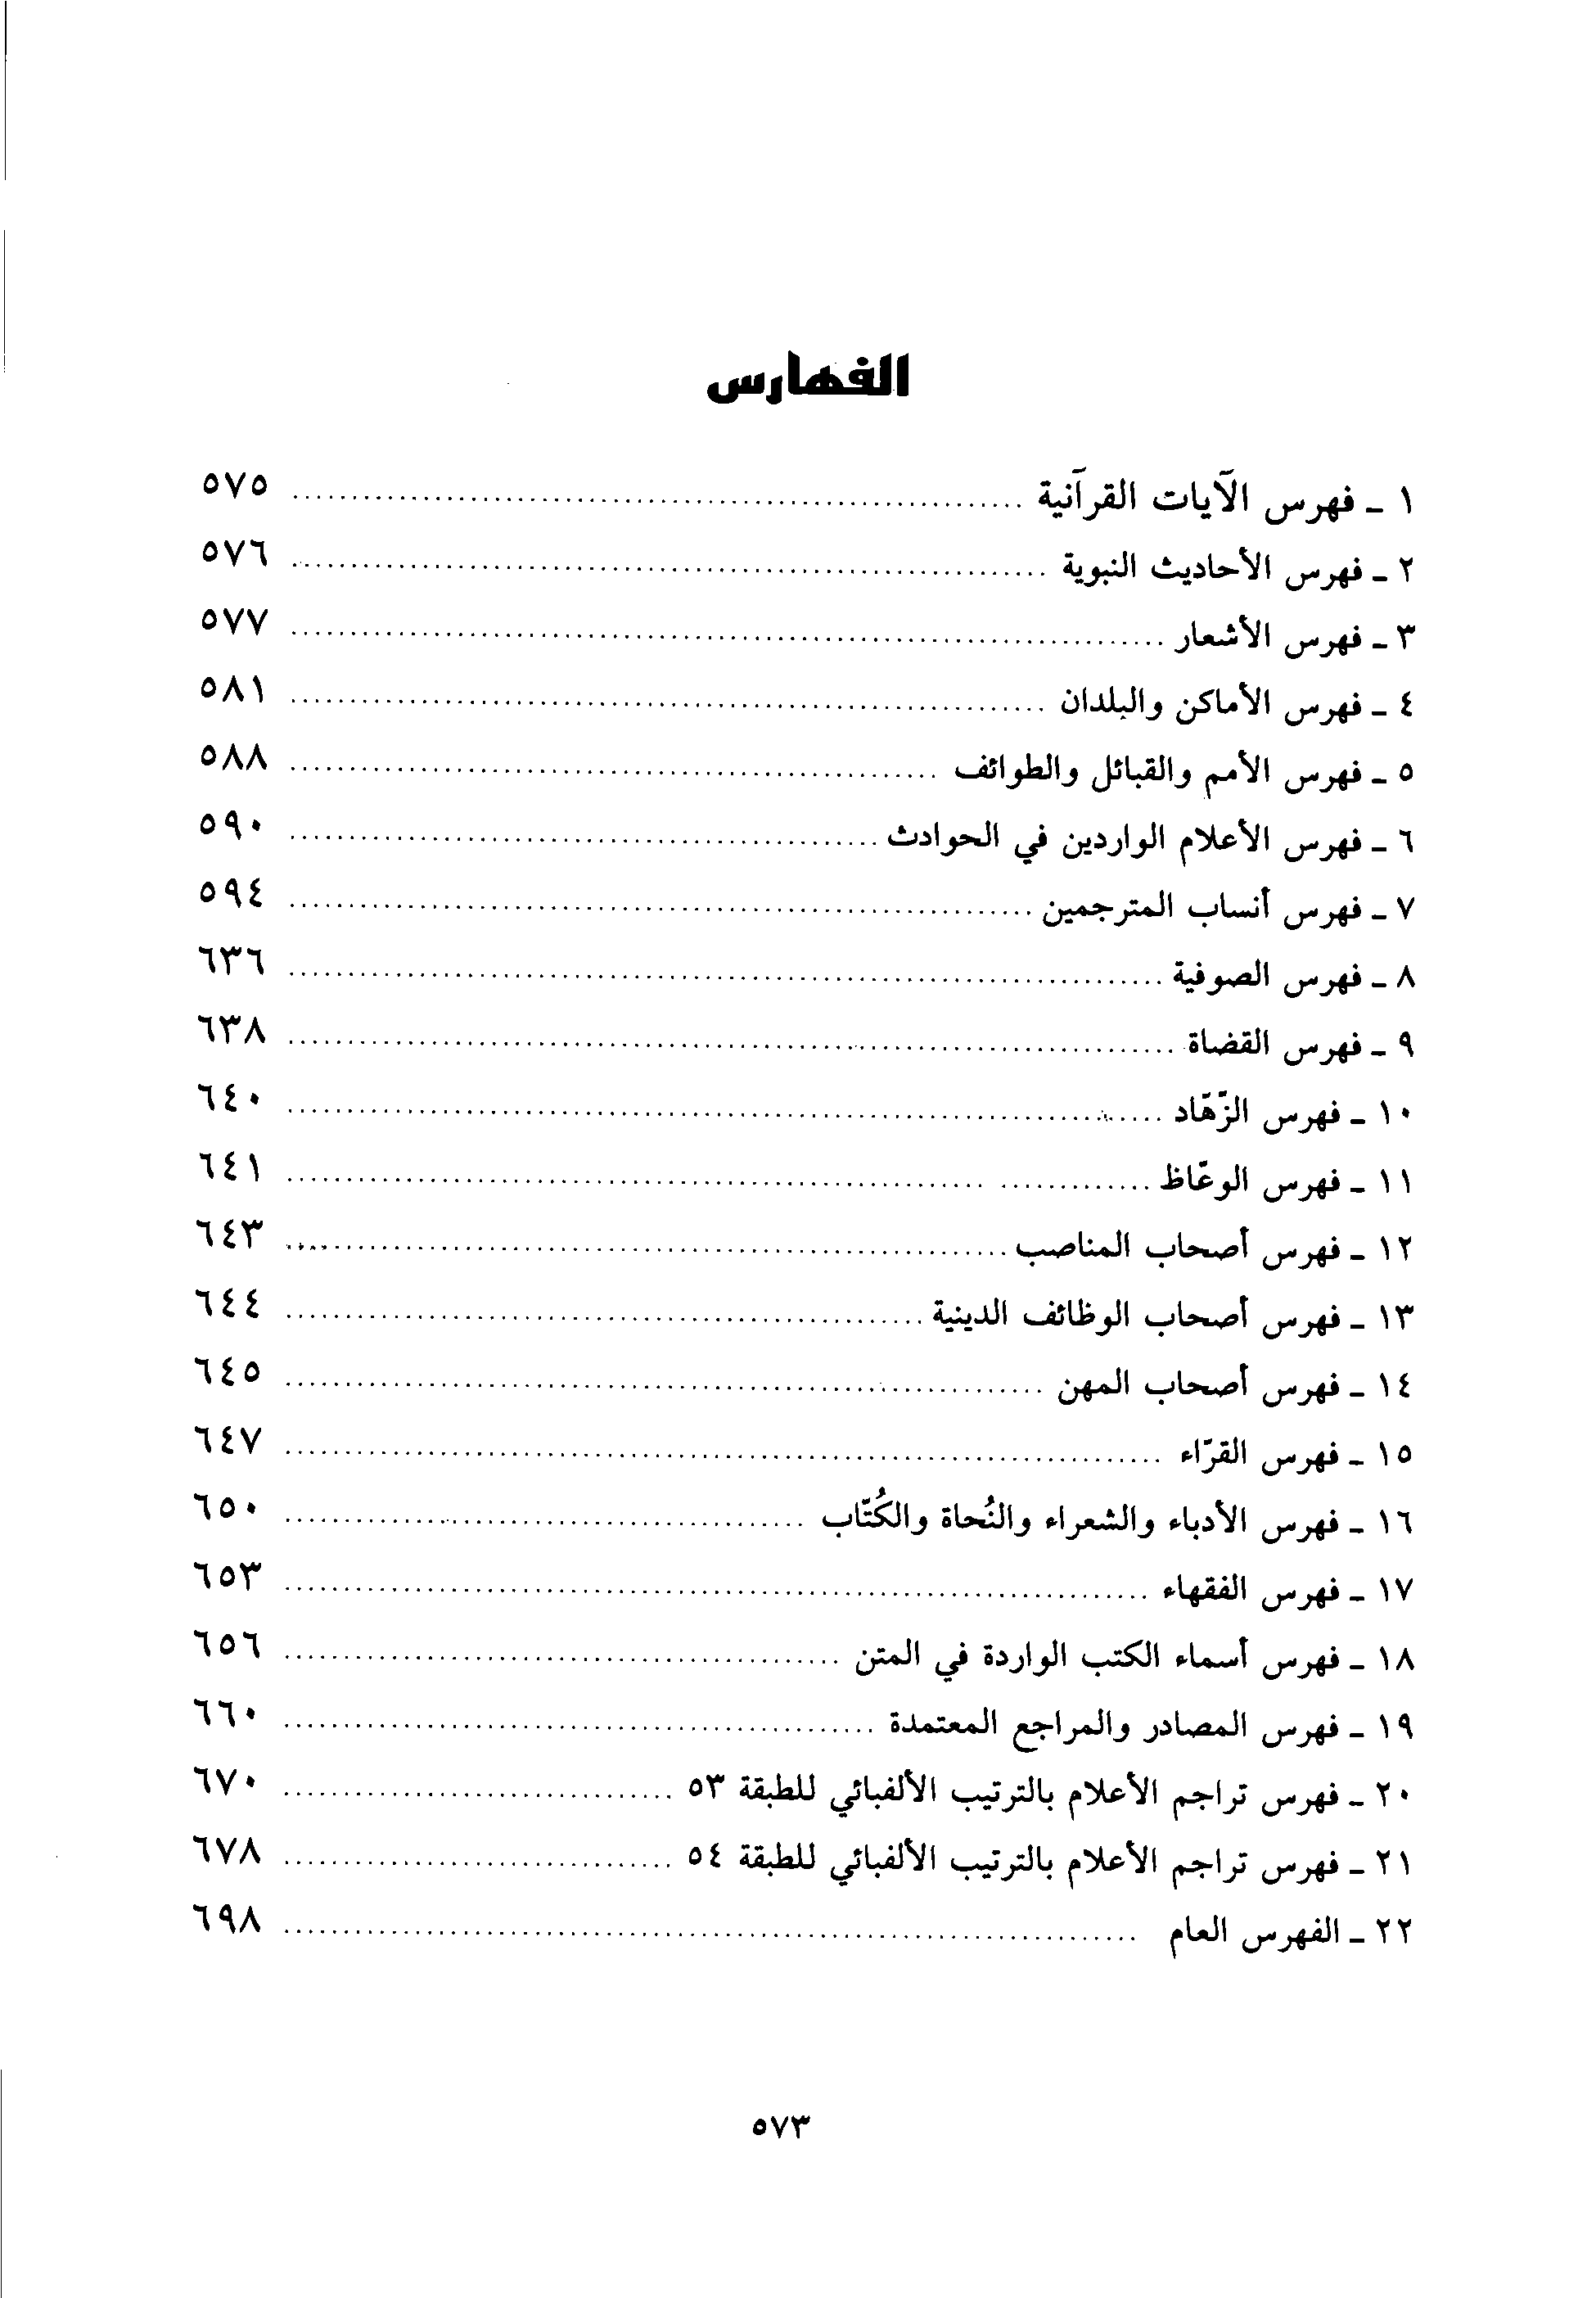 الفهارس
١ ـ فهرس الآيات القرآنية ........ ٥٧٥
٢ ـ فهرس الأحاديث النبوية ........ ٥٧٦
٣ ـ فهرس الأشعار ........ ٥٧٧
٤ ـ فهرس الأماكن والبلدان ........ ٥٨١
٥ ـ فهرس الأمم والقبائل والطوائف ........ ٥٨٨
٦ ـ فهرس الأعلام الواردين في الحوادث ........ ٥٩٠
٧ ـ فهرس أنساب المترجمين ........ ٥٩٤
٨ ـ فهرس الصوفية ........ ٦٣٦
٩ ـ فهرس القضاة ........ ٦٣٨
١٠ ـ فهرس الزّهّاد ........ ٦٤٠
١١ ـ فهرس الوعّاظ ........ ٦٤١
١٢ ـ فهرس أصحاب المناصب ........ ٦٤٣
١٣ ـ فهرس أصحاب الوظائف الدينية ........ ٦٤٤
١٤ ـ فهرس أصحاب المهن ........ ٦٤٥
١٥ ـ فهرس القرّاء ........ ٦٤٧
١٦ ـ فهرس الأدباء والشعراء والنُحاة والكُتّاب ........ ٦٥٠
١٧ ـ فهرس الفقهاء ........ ٦٥٣
١٨ ـ فهرس أسماء الكتب الواردة في المتن ........ ٦٥٦
١٩ ـ فهرس المصادر والمراجع المعتمدة ........ ٦٦٠
٢٠ ـ فهرس تراجم الأعلام بالترتيب الألفبائي للطبقة ٥٣ ........ ٦٧٠
٢١ ـ فهرس تراجم الأعلام بالترتيب الألفبائي للطبقة ٥٤ ........ ٦٧٨
٢٢ ـ الفهرس العام ........ ٦٩٨
٥٧٣